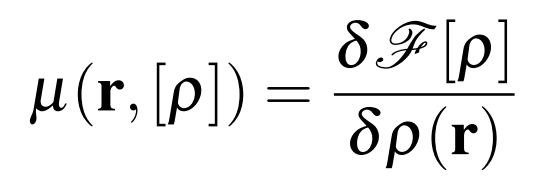 μ(r, [ρ]) = δℱ[ρ] / δρ(r)